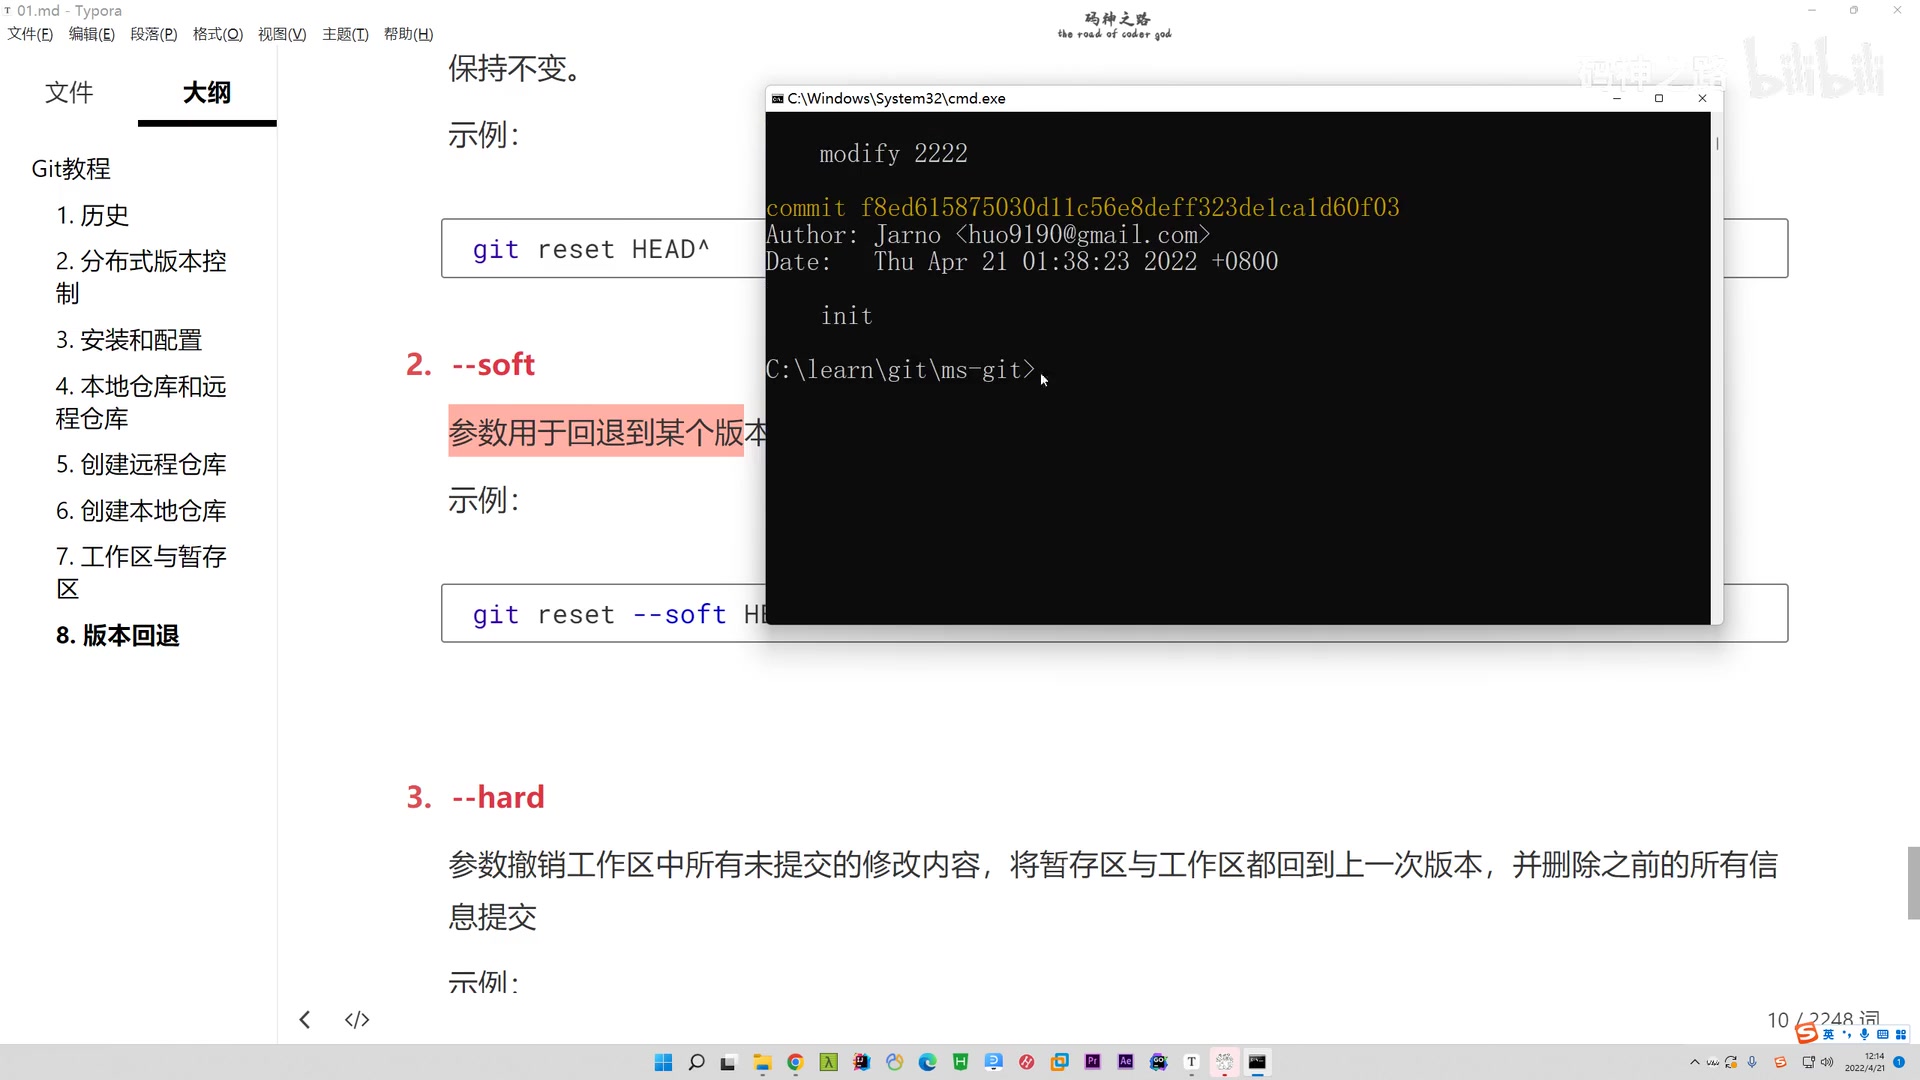 01.md - Typora
文件(F) 编辑(E) 段落(P) 格式(O) 视图(V) 主题(T) 帮助(H)
码神之路
the road of coder god
码神之路 bilibili
文件 大纲
Git教程
1. 历史
2. 分布式版本控
制
3. 安装和配置
4. 本地仓库和远
程仓库
5. 创建远程仓库
6. 创建本地仓库
7. 工作区与暂存
区
8. 版本回退
保持不变。
示例：
git reset HEAD^
2. --soft
参数用于回退到某个版本
示例：
git reset --soft HE
3. --hard
参数撤销工作区中所有未提交的修改内容，将暂存区与工作区都回到上一次版本，并删除之前的所有信
息提交
示例：
C:\Windows\System32\cmd.exe
modify 2222
commit f8ed615875030d11c56e8deff323de1ca1d60f03
Author: Jarno <huo9190@gmail.com>
Date: Thu Apr 21 01:38:23 2022 +0800
init
C:\learn\git\ms-git>
10 / 2248 词
英
12:14
2022/4/21